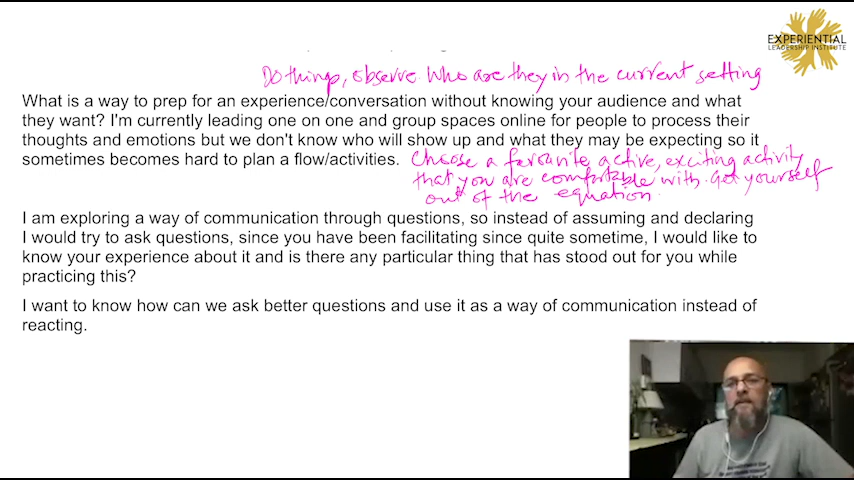 EXPERIENTIAL
LEADERSHIP INSTITUTE
Do things, observe who are they in the current setting
What is a way to prep for an experience/conversation without knowing your audience and what
they want? I'm currently leading one on one and group spaces online for people to process their
thoughts and emotions but we don't know who will show up and what they may be expecting so it
sometimes becomes hard to plan a flow/activities.
Choose a favourite active, exciting activity
that you are comfortable with. Get yourself
out of the equation.
I am exploring a way of communication through questions, so instead of assuming and declaring
I would try to ask questions, since you have been facilitating since quite sometime, I would like to
know your experience about it and is there any particular thing that has stood out for you while
practicing this?
I want to know how can we ask better questions and use it as a way of communication instead of
reacting.